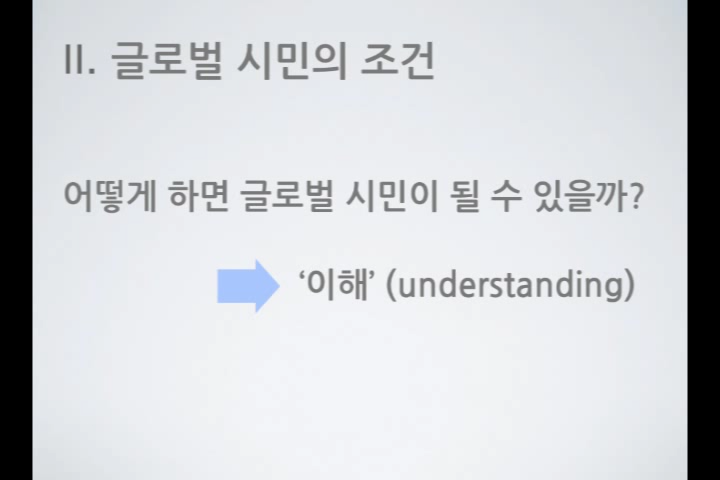 II. 글로벌 시민의 조건
어떻게 하면 글로벌 시민이 될 수 있을까?
‘이해’ (understanding)